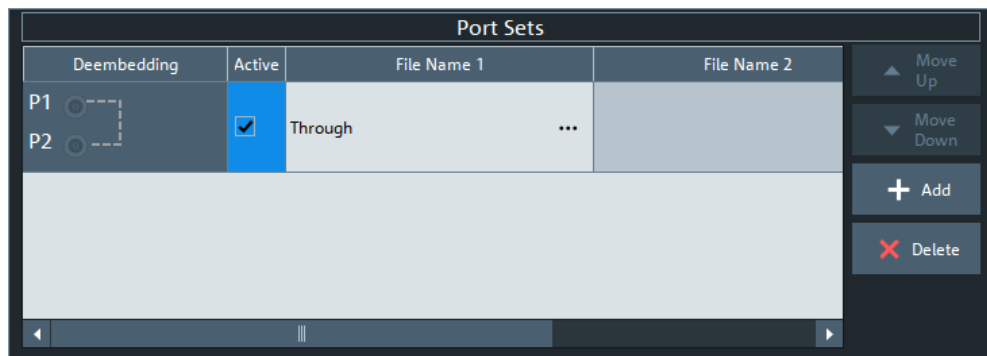 Port Sets
Deembedding Active File Name 1 File Name 2
P1
P2
Through ...
Move
Up
Move
Down
Add
Delete